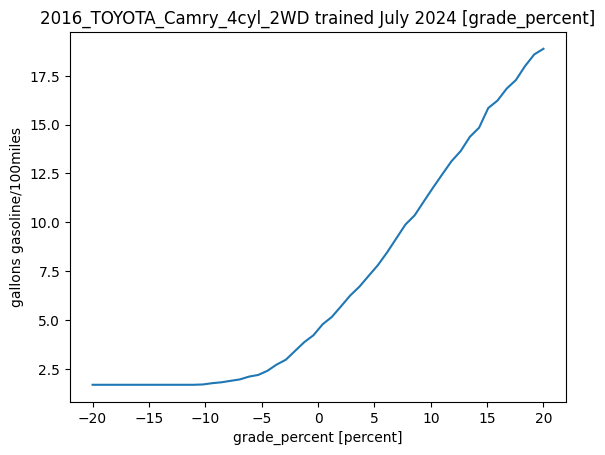 2016_TOYOTA_Camry_4cyl_2WD trained July 2024 [grade_percent]
gallons gasoline/100miles
17.5
15.0
12.5
10.0
7.5
5.0
2.5
−20 −15 −10 −5 0 5 10 15 20
grade_percent [percent]